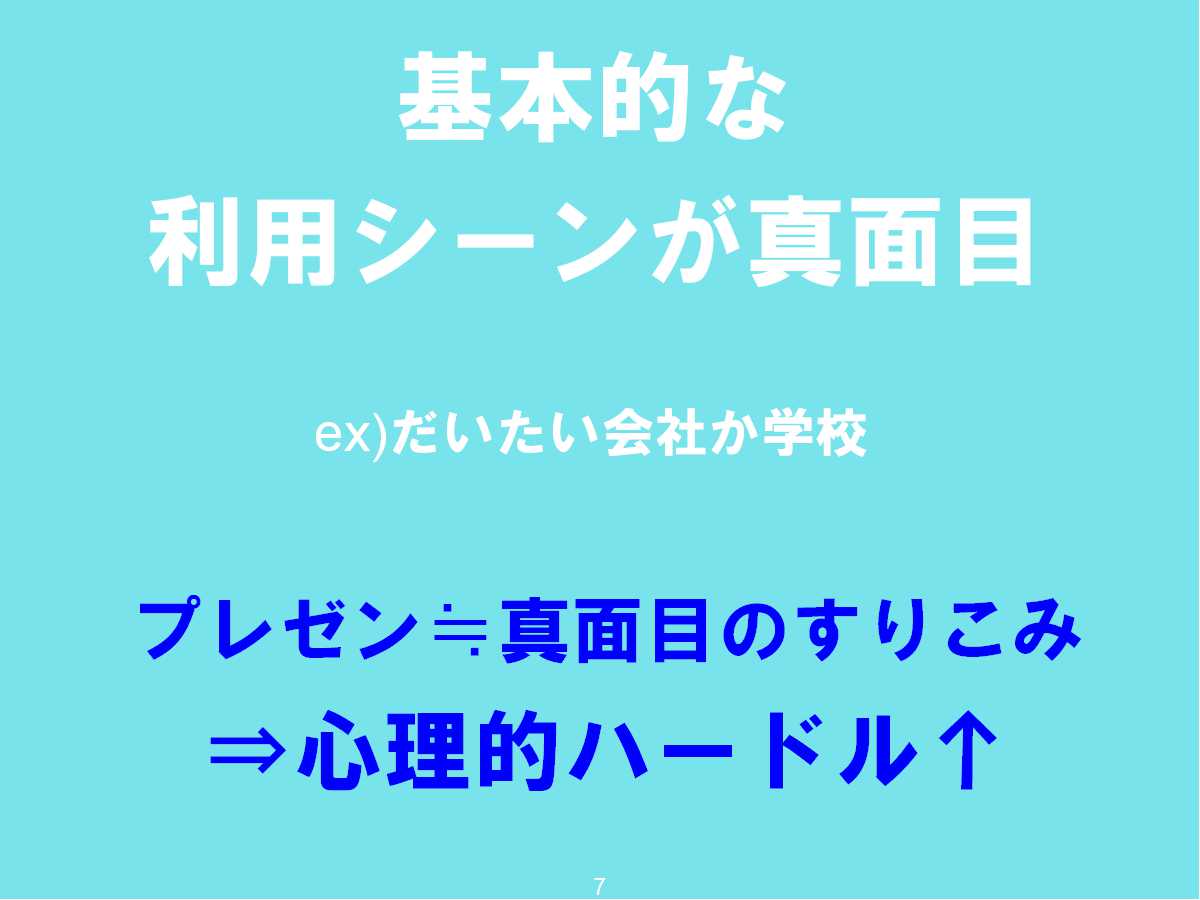 基本的な
利用シーンが真面目
ex)だいたい会社か学校
プレゼン≒真面目のすりこみ
⇒心理的ハードル↑
7